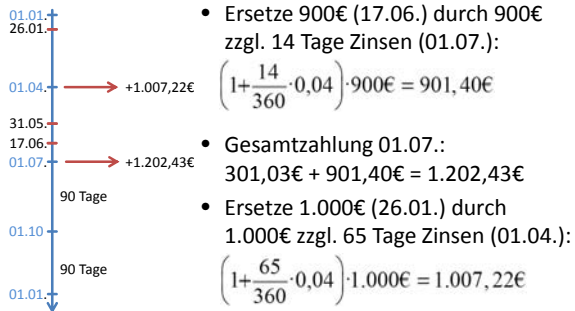 01.01.
26.01.
01.04.
+1.007,22€
31.05.
17.06.
01.07.
+1.202,43€
90 Tage
01.10
90 Tage
01.01.
• Ersetze 900€ (17.06.) durch 900€
zzgl. 14 Tage Zinsen (01.07.):
(1+14/360·0,04)·900€ = 901,40€
• Gesamtzahlung 01.07.:
301,03€ + 901,40€ = 1.202,43€
• Ersetze 1.000€ (26.01.) durch
1.000€ zzgl. 65 Tage Zinsen (01.04.):
(1+65/360·0,04)·1.000€ = 1.007,22€